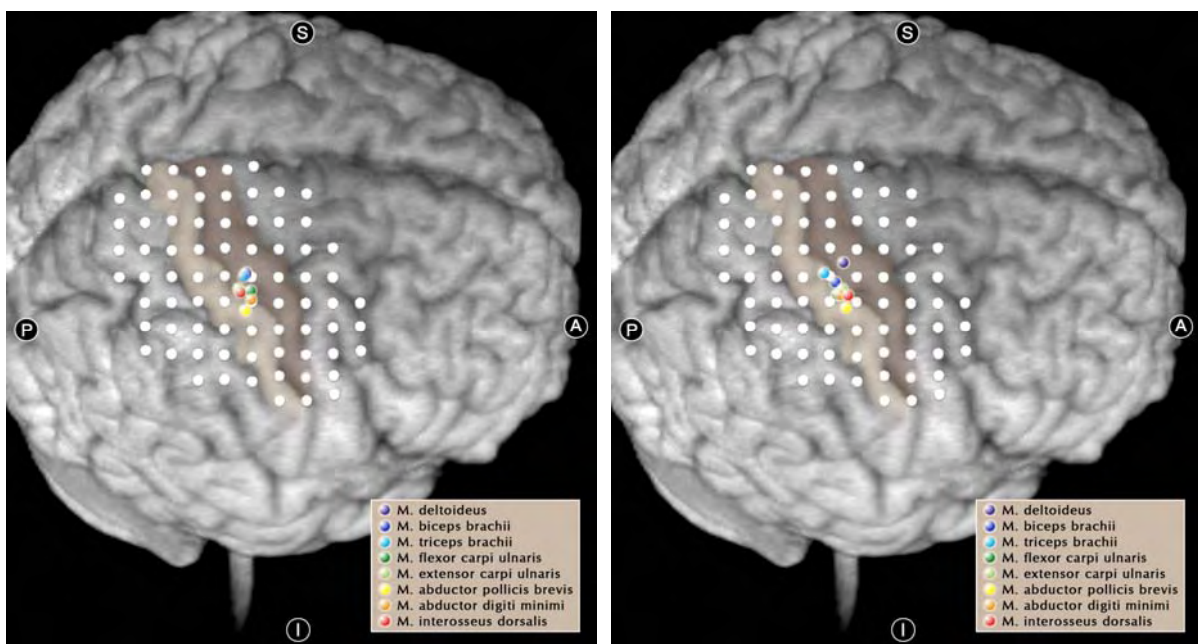 S
P
A
I
M. deltoideus
M. biceps brachii
M. triceps brachii
M. flexor carpi ulnaris
M. extensor carpi ulnaris
M. abductor pollicis brevis
M. abductor digiti minimi
M. interosseus dorsalis
S
P
A
I
M. deltoideus
M. biceps brachii
M. triceps brachii
M. flexor carpi ulnaris
M. extensor carpi ulnaris
M. abductor pollicis brevis
M. abductor digiti minimi
M. interosseus dorsalis